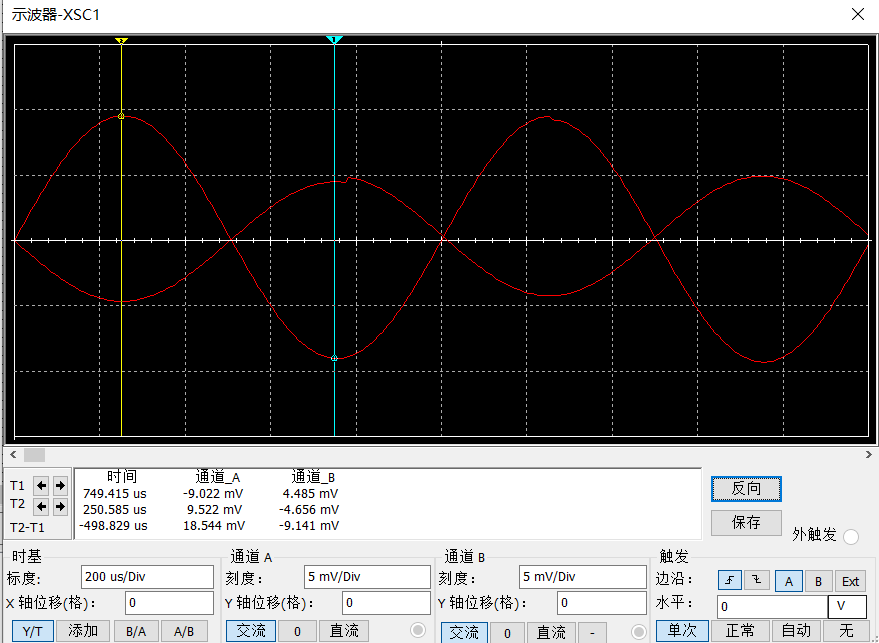 示波器-XSC1
时间 通道_A 通道_B
T1 749.415 us -9.022 mV 4.485 mV
T2 250.585 us 9.522 mV -4.656 mV
T2-T1 -498.829 us 18.544 mV -9.141 mV
反向
保存
外触发
时基
标度: 200 us/Div
X 轴位移(格): 0
Y/T 添加 B/A A/B
通道 A
刻度: 5 mV/Div
Y 轴位移(格): 0
交流 0 直流
通道 B
刻度: 5 mV/Div
Y 轴位移(格): 0
交流 0 直流 -
触发
边沿: A B Ext
水平: 0 V
单次 正常 自动 无